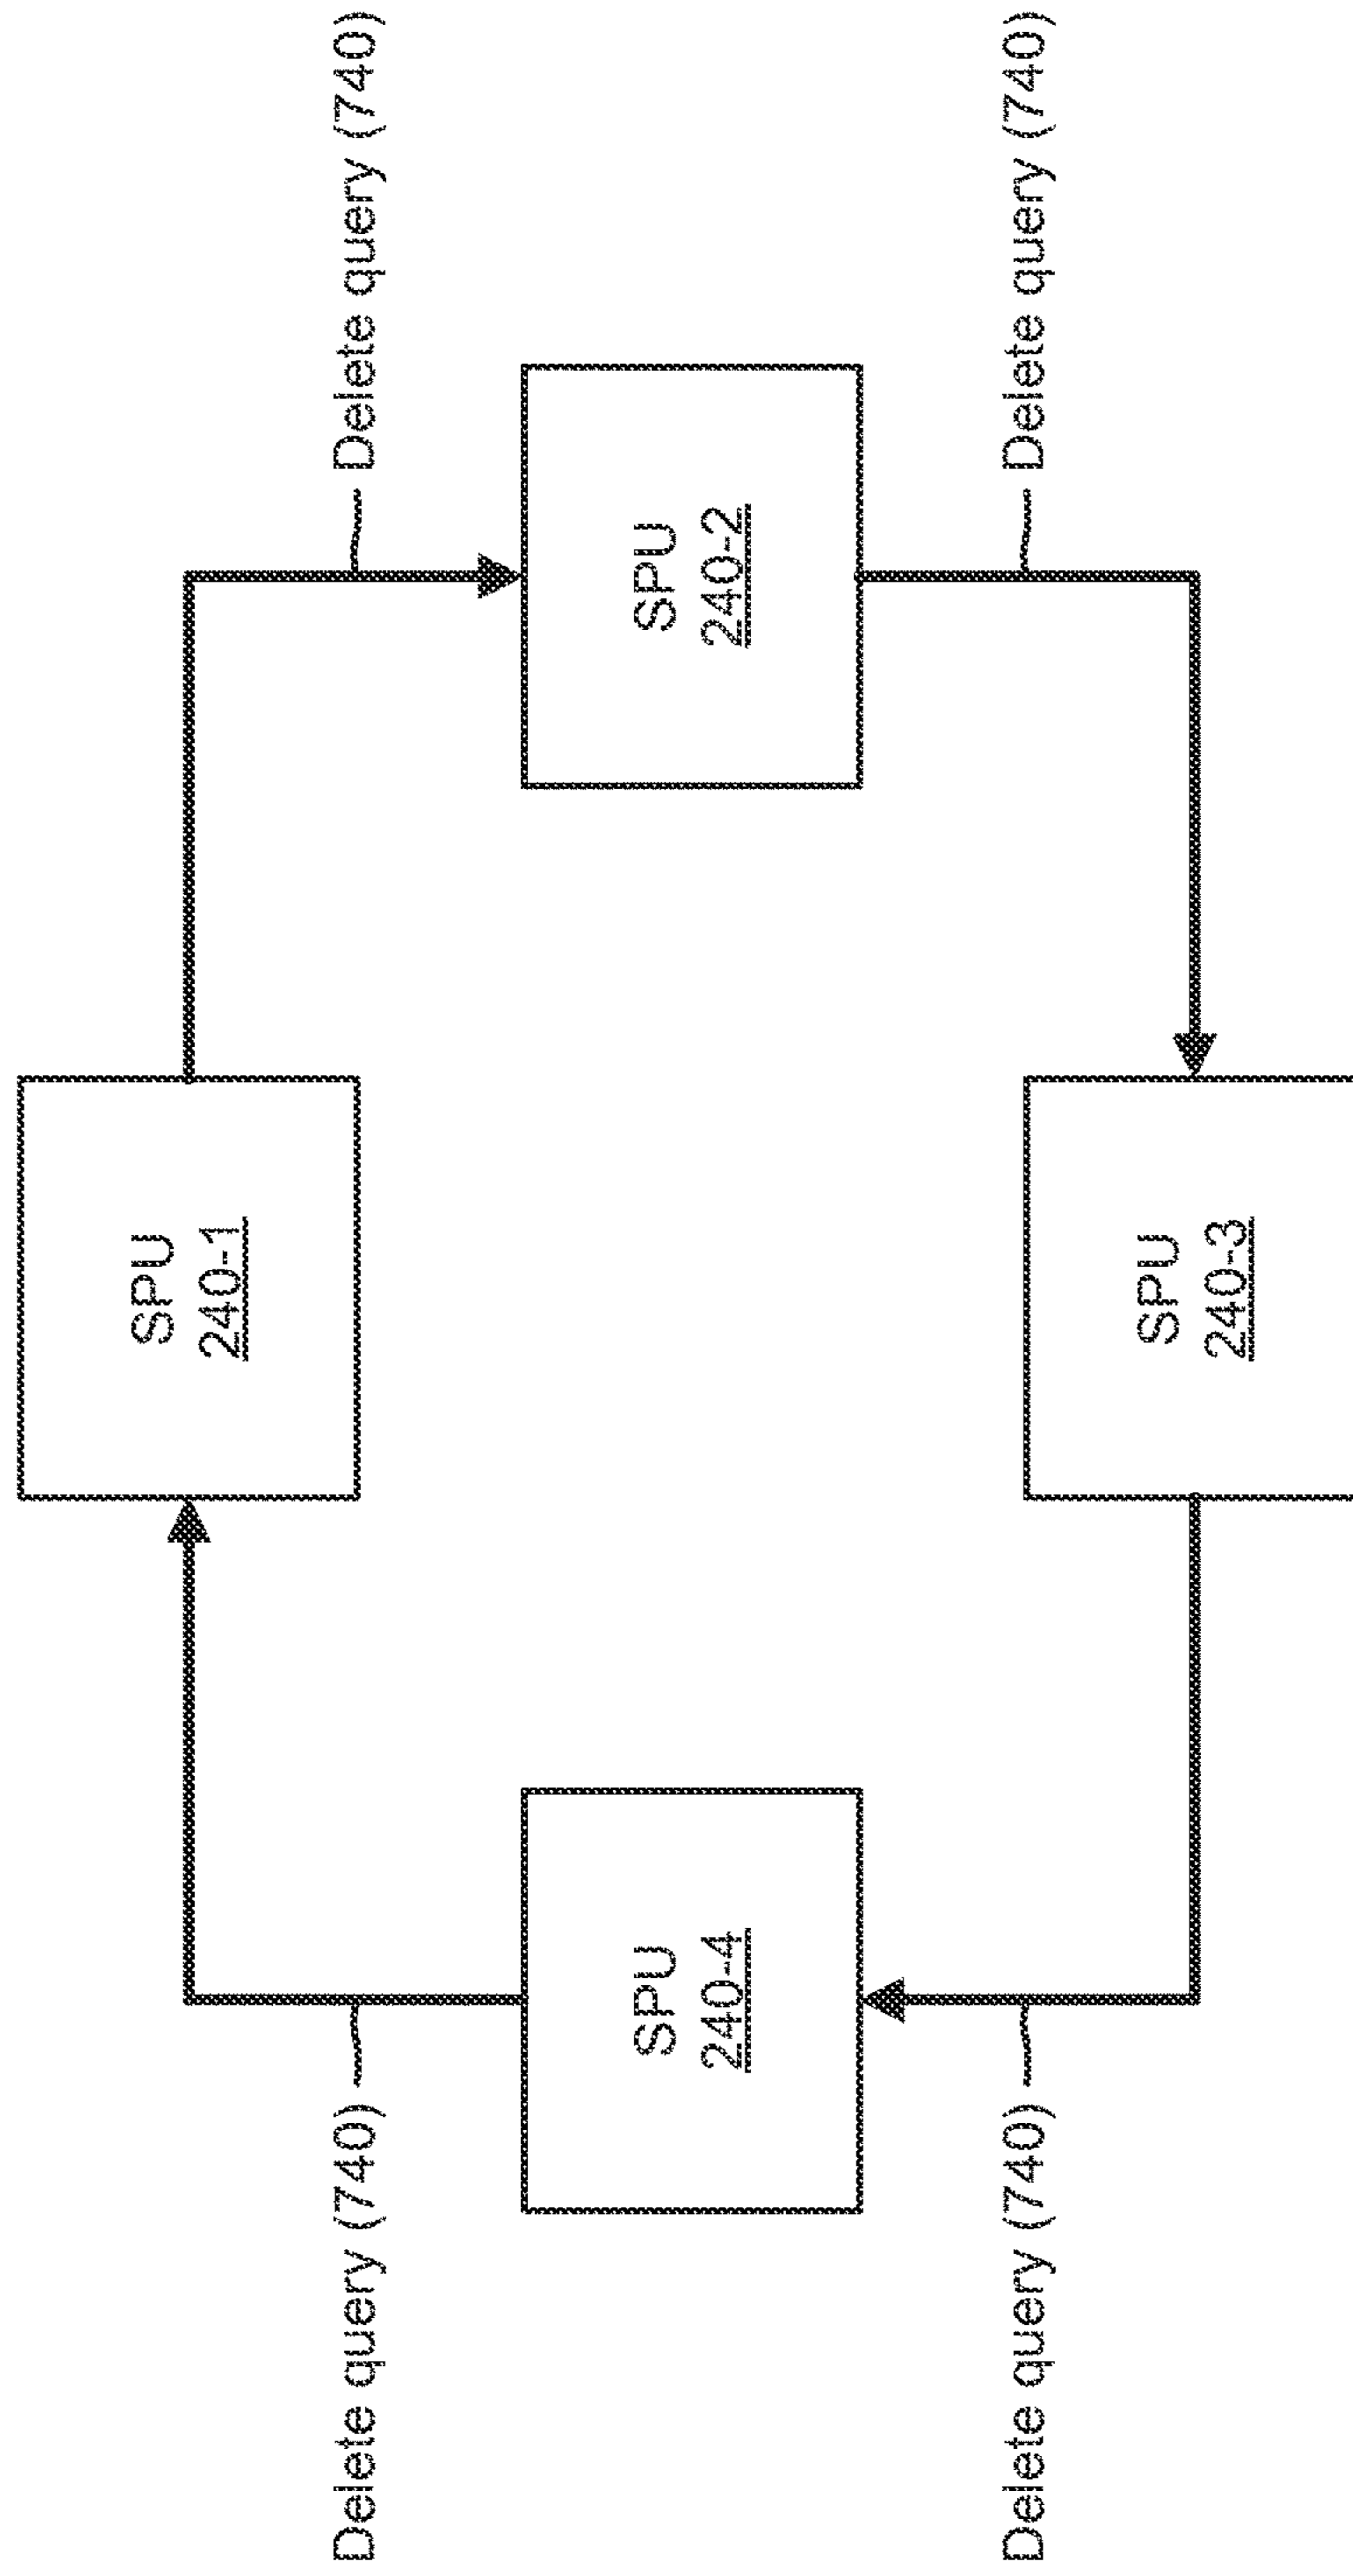 SPU
240-1
Delete query (740)
Delete query (740)
SPU
240-4
SPU
240-2
Delete query (740)
Delete query (740)
SPU
240-3